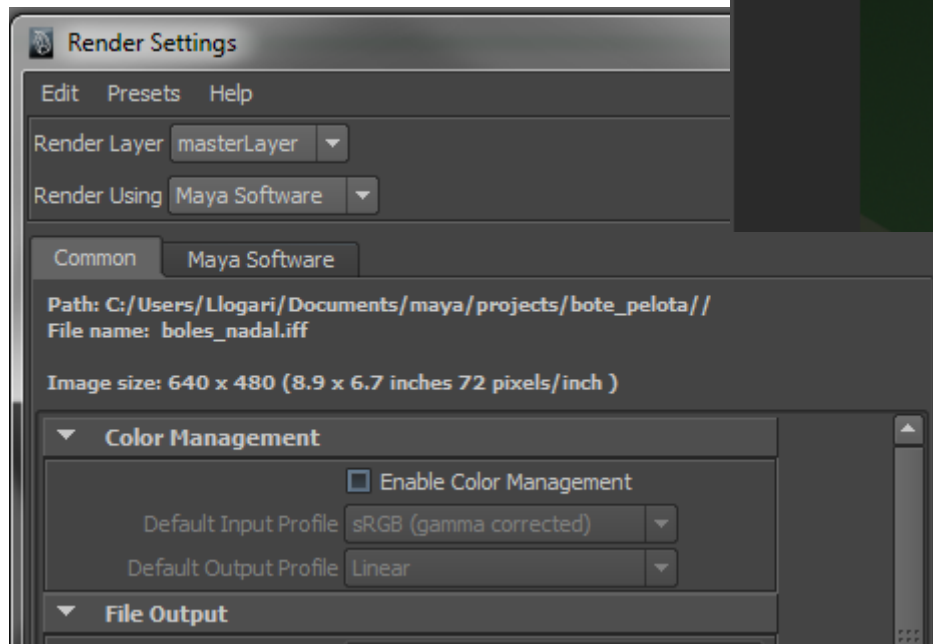 Render Settings
Edit Presets Help
Render Layer masterLayer
Render Using Maya Software
Common Maya Software
Path: C:/Users/Llogari/Documents/maya/projects/bote_pelota//
File name: boles_nadal.iff
Image size: 640 x 480 (8.9 x 6.7 inches 72 pixels/inch )
Color Management
Enable Color Management
Default Input Profile sRGB (gamma corrected)
Default Output Profile Linear
File Output